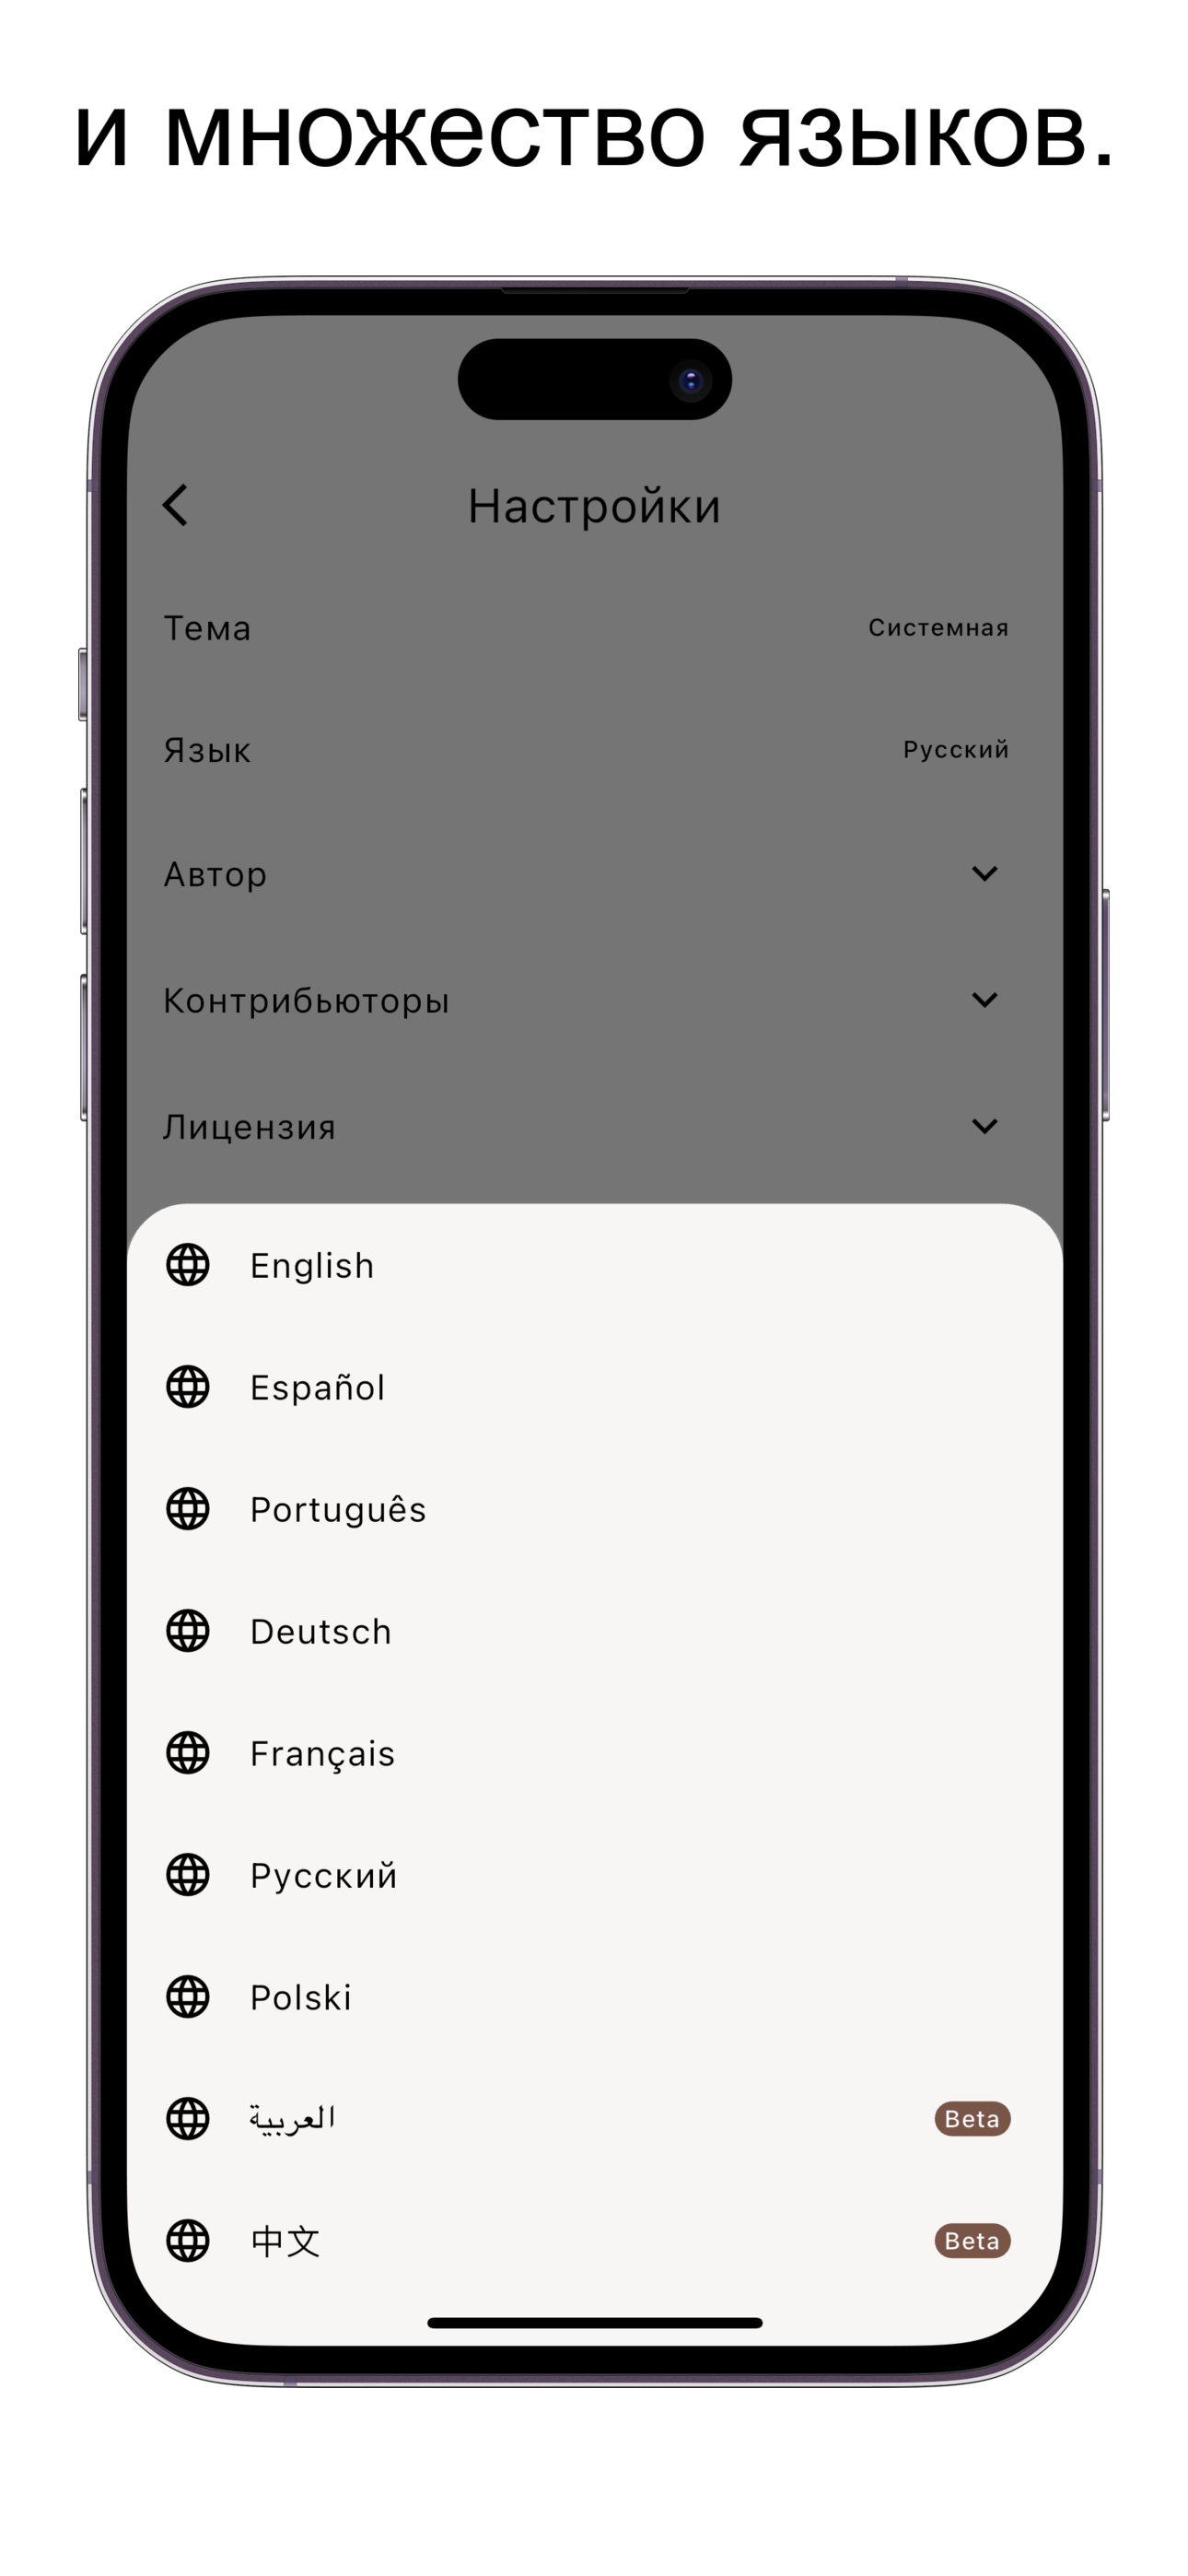 и множество языков.
Настройки
Тема Системная
Язык Русский
Автор
Контрибьюторы
Лицензия
English
Español
Português
Deutsch
Français
Русский
Polski
العربية Beta
中文 Beta